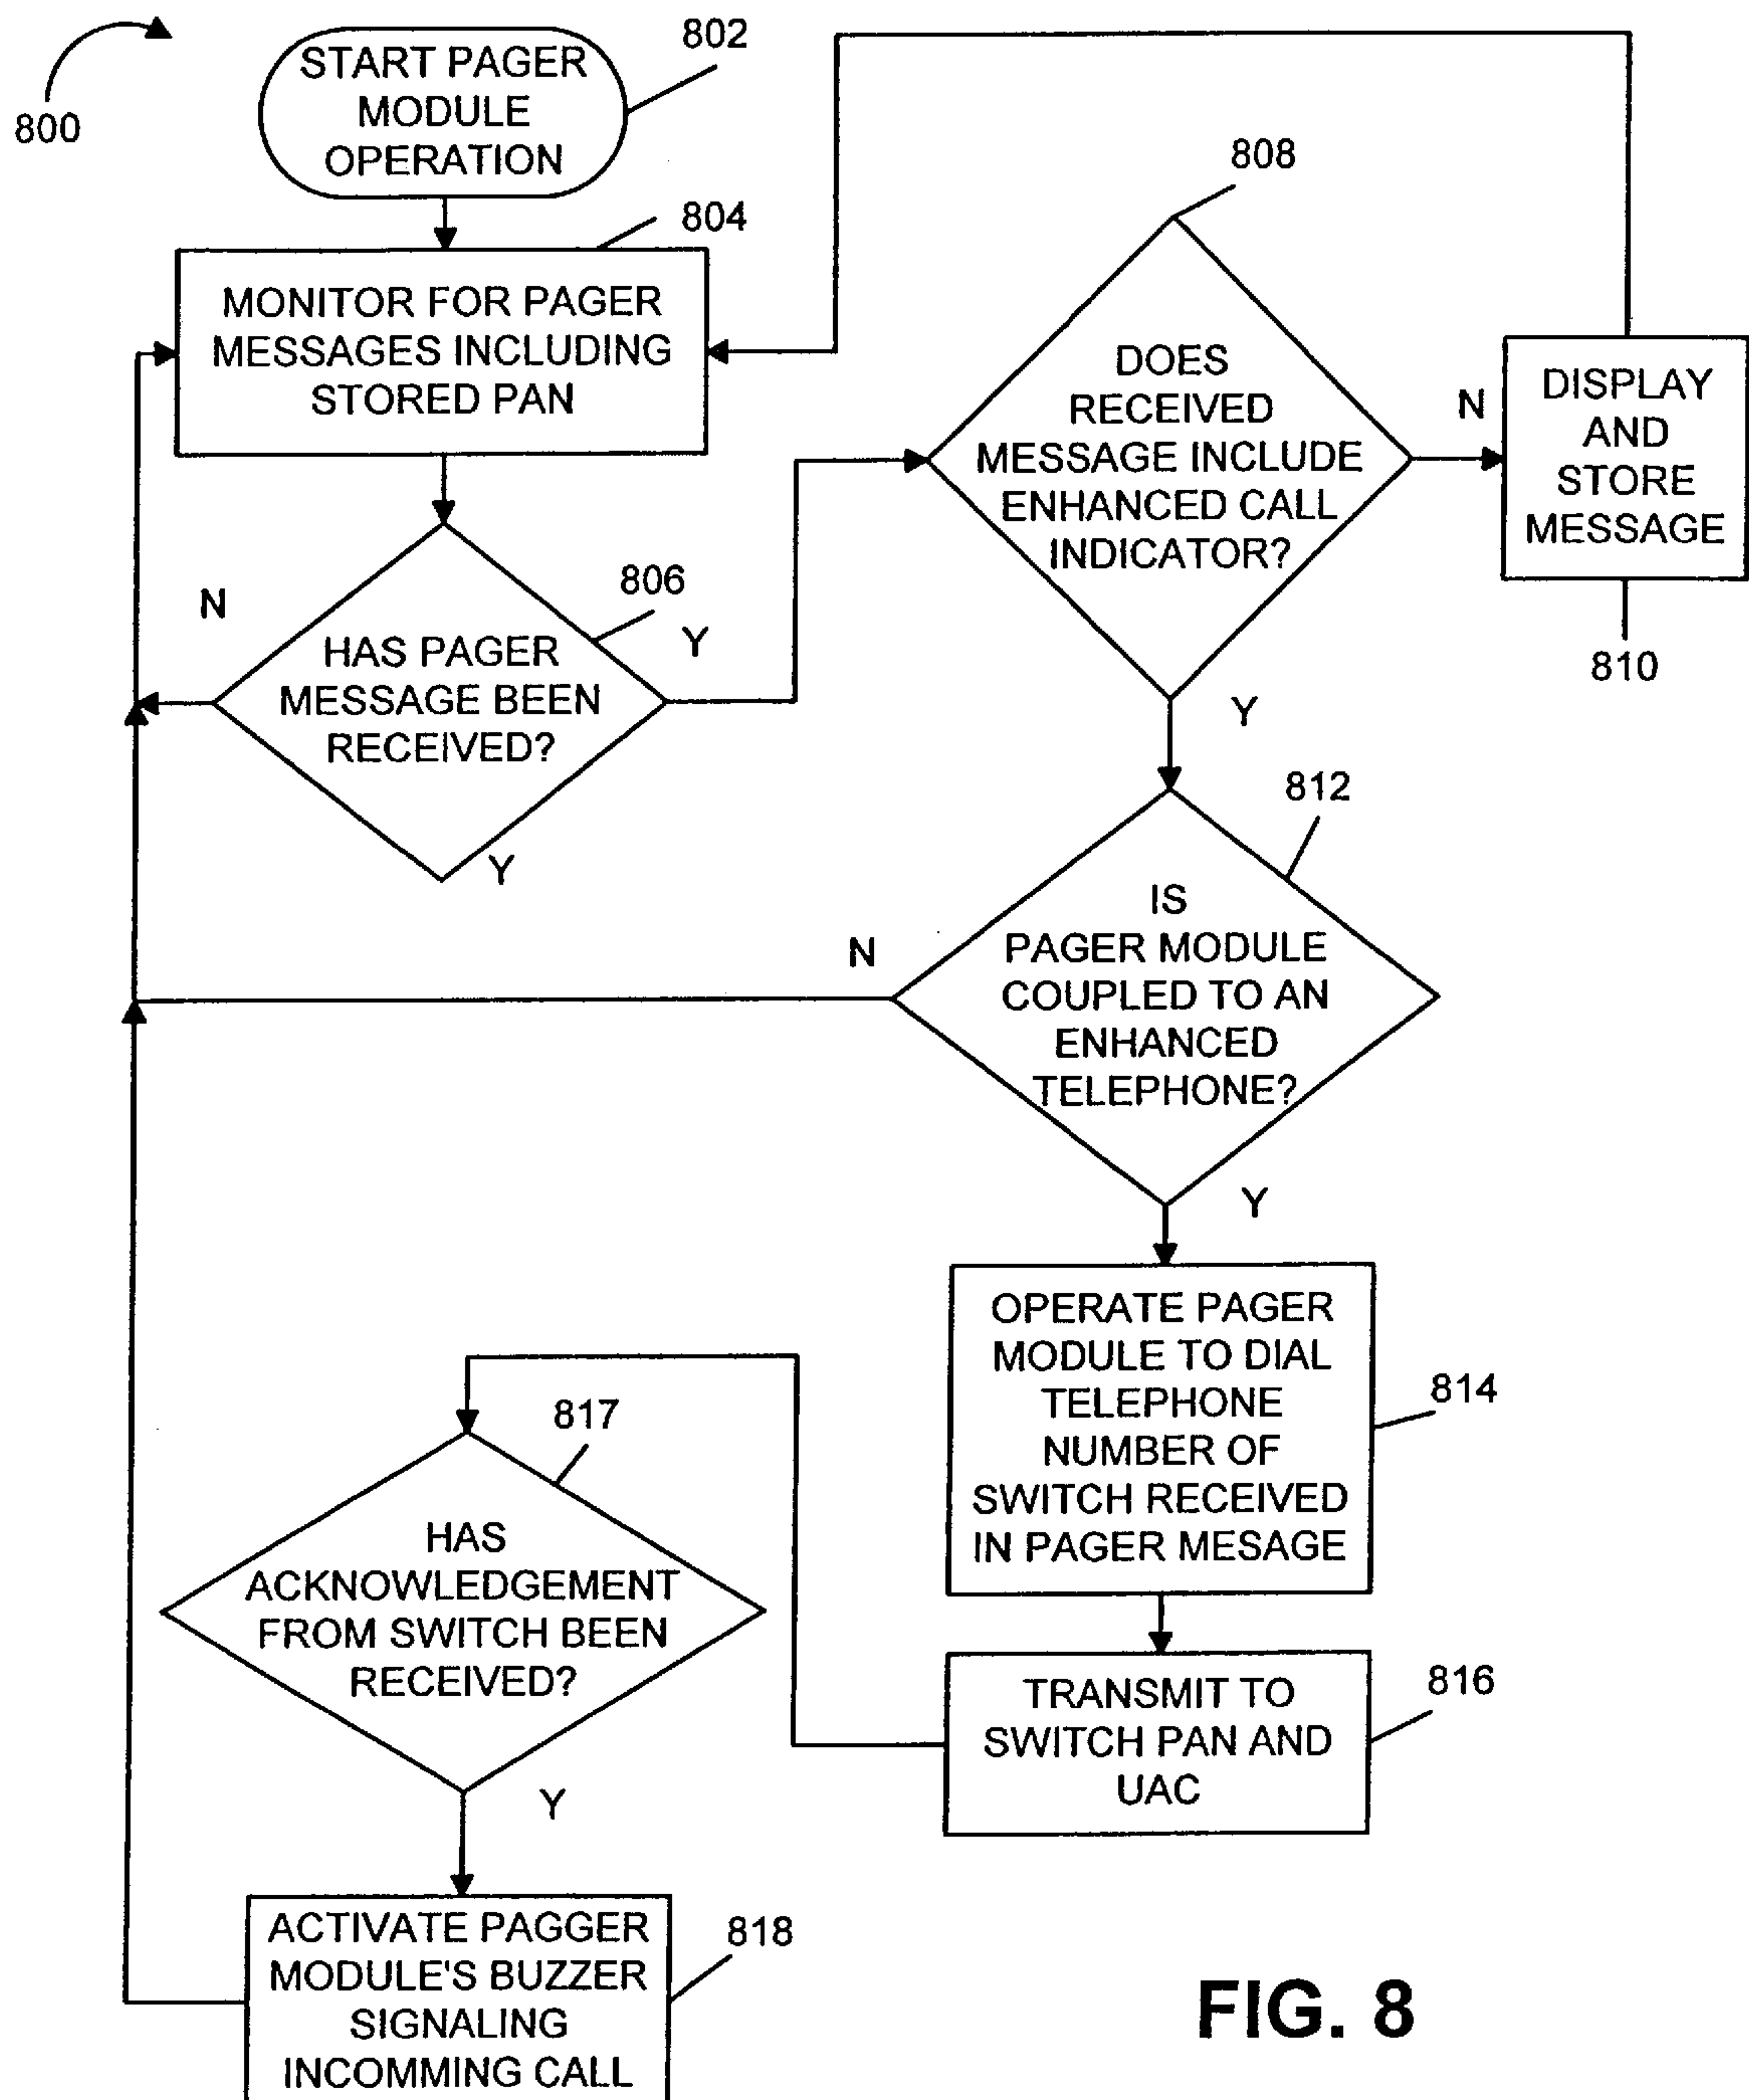 800
START PAGER
MODULE
OPERATION
802
804
MONITOR FOR PAGER
MESSAGES INCLUDING
STORED PAN
806
N
Y
HAS PAGER
MESSAGE BEEN
RECEIVED?
Y
808
DOES
RECEIVED
MESSAGE INCLUDE
ENHANCED CALL
INDICATOR?
N
Y
DISPLAY
AND
STORE
MESSAGE
810
812
IS
PAGER MODULE
COUPLED TO AN
ENHANCED
TELEPHONE?
N
Y
OPERATE PAGER
MODULE TO DIAL
TELEPHONE
NUMBER OF
SWITCH RECEIVED
IN PAGER MESAGE
814
TRANSMIT TO
SWITCH PAN AND
UAC
816
817
HAS
ACKNOWLEDGEMENT
FROM SWITCH BEEN
RECEIVED?
Y
ACTIVATE PAGGER
MODULE'S BUZZER
SIGNALING
INCOMMING CALL
818
FIG. 8